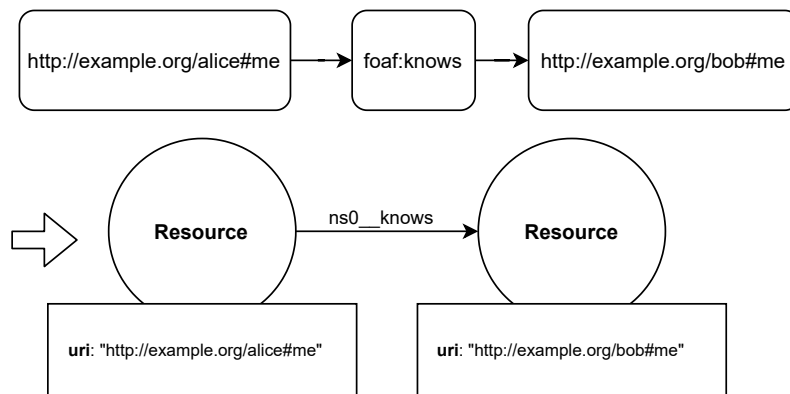 http://example.org/alice#me foaf:knows http://example.org/bob#me
ns0__knows
Resource Resource
uri: "http://example.org/alice#me" uri: "http://example.org/bob#me"